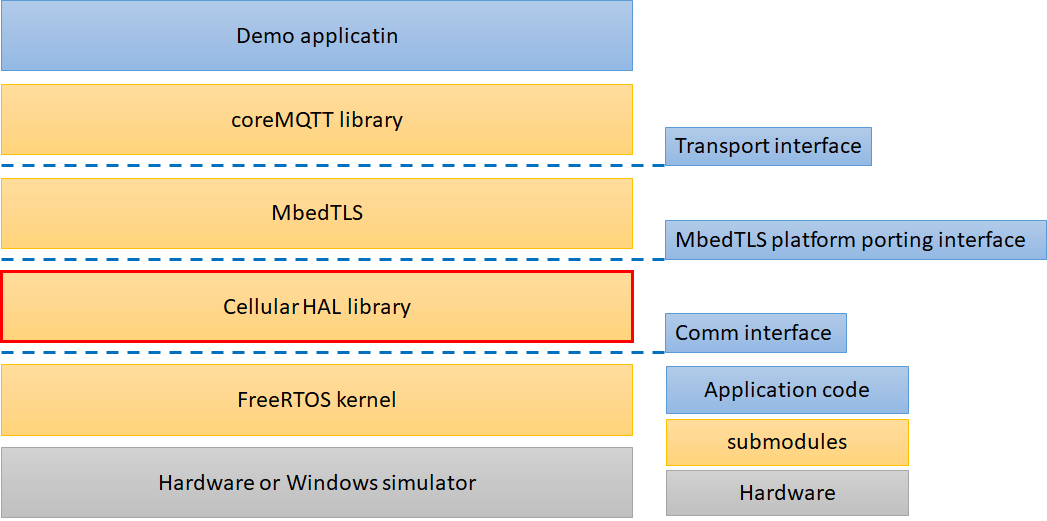 Demo applicatin
coreMQTT library
Transport interface
MbedTLS
MbedTLS platform porting interface
Cellular HAL library
Comm interface
FreeRTOS kernel
Application code
submodules
Hardware or Windows simulator
Hardware